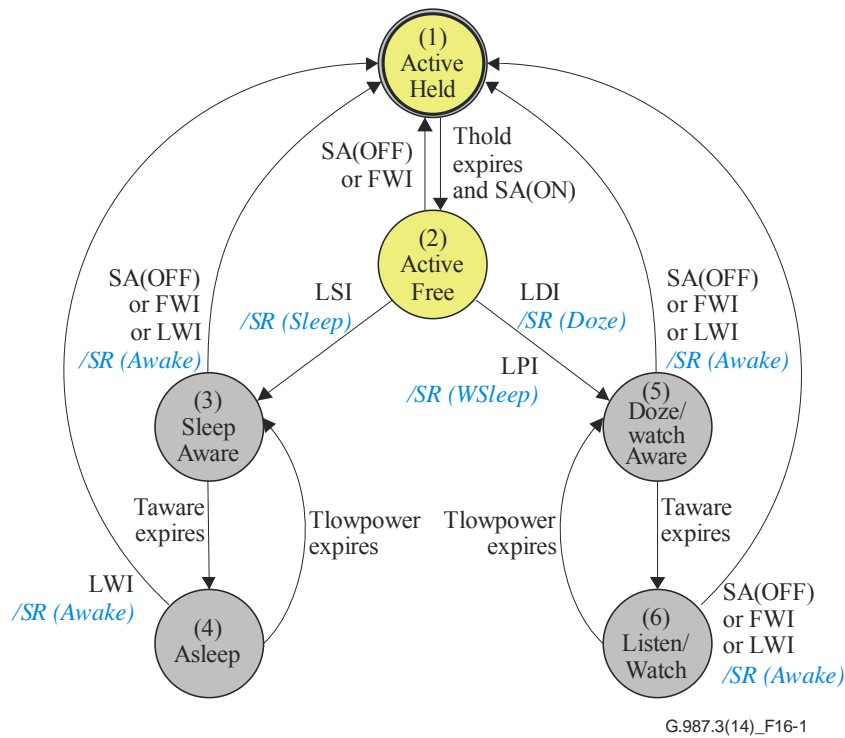 (1)
Active
Held
SA(OFF)
or FWI
Thold
expires
and SA(ON)
(2)
Active
Free
SA(OFF)
or FWI
or LWI
/SR (Awake)
LSI
/SR (Sleep)
LDI
/SR (Doze)
LPI
/SR (WSleep)
SA(OFF)
or FWI
or LWI
/SR (Awake)
(3)
Sleep
Aware
(5)
Doze/
watch
Aware
Taware
expires
Tlowpower
expires
Tlowpower
expires
Taware
expires
LWI
/SR (Awake)
(4)
Asleep
(6)
Listen/
Watch
SA(OFF)
or FWI
or LWI
/SR (Awake)
G.987.3(14)_F16-1